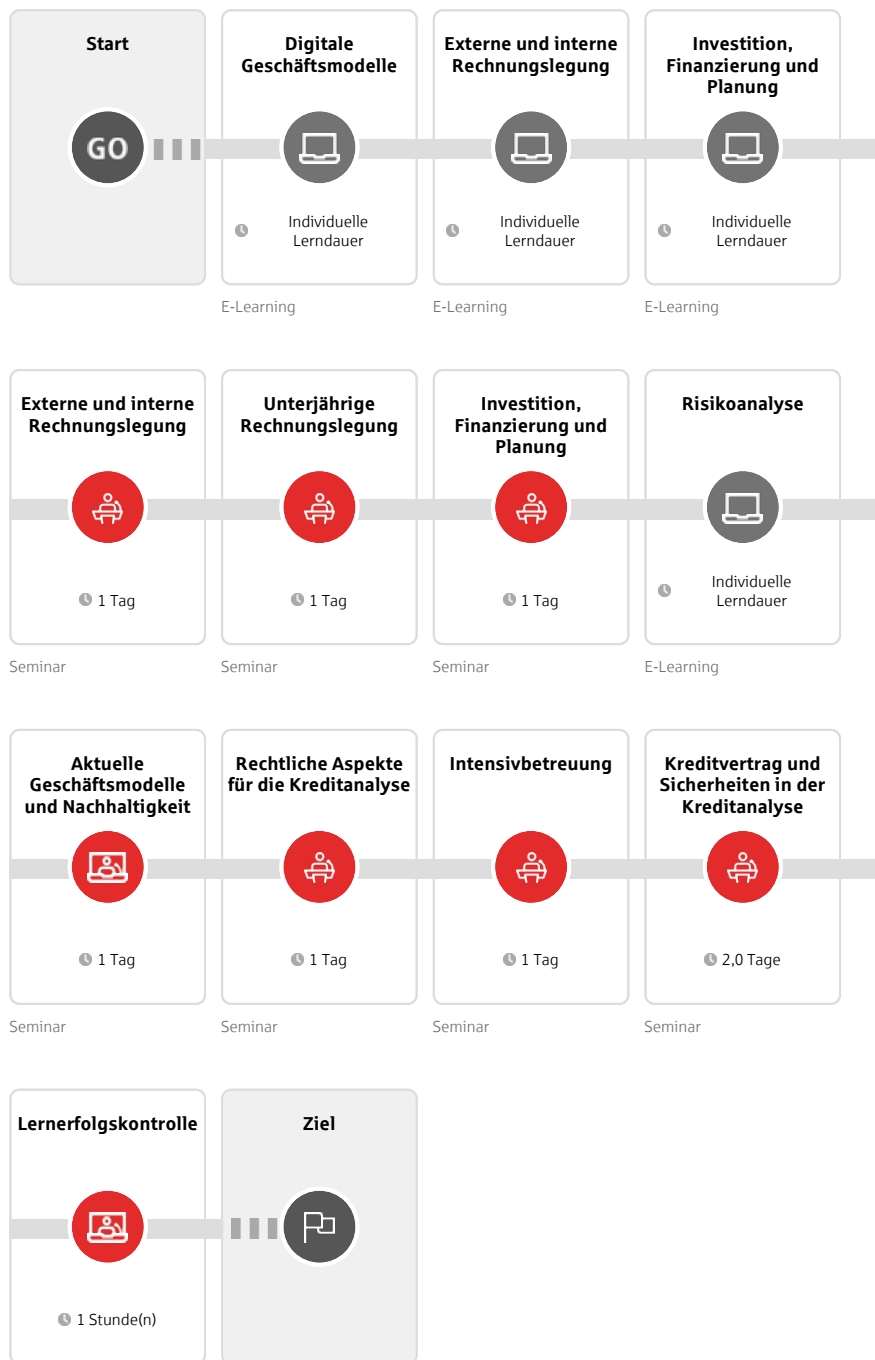 Start
GO
Digitale
Geschäftsmodelle
Individuelle
Lerndauer
E-Learning
Externe und interne
Rechnungslegung
Individuelle
Lerndauer
E-Learning
Investition,
Finanzierung und
Planung
Individuelle
Lerndauer
E-Learning
Externe und interne
Rechnungslegung
1 Tag
Seminar
Unterjährige
Rechnungslegung
1 Tag
Seminar
Investition,
Finanzierung und
Planung
1 Tag
Seminar
Risikoanalyse
Individuelle
Lerndauer
E-Learning
Aktuelle
Geschäftsmodelle
und Nachhaltigkeit
1 Tag
Seminar
Rechtliche Aspekte
für die Kreditanalyse
1 Tag
Seminar
Intensivbetreuung
1 Tag
Seminar
Kreditvertrag und
Sicherheiten in der
Kreditanalyse
2,0 Tage
Seminar
Lernerfolgskontrolle
1 Stunde(n)
Ziel